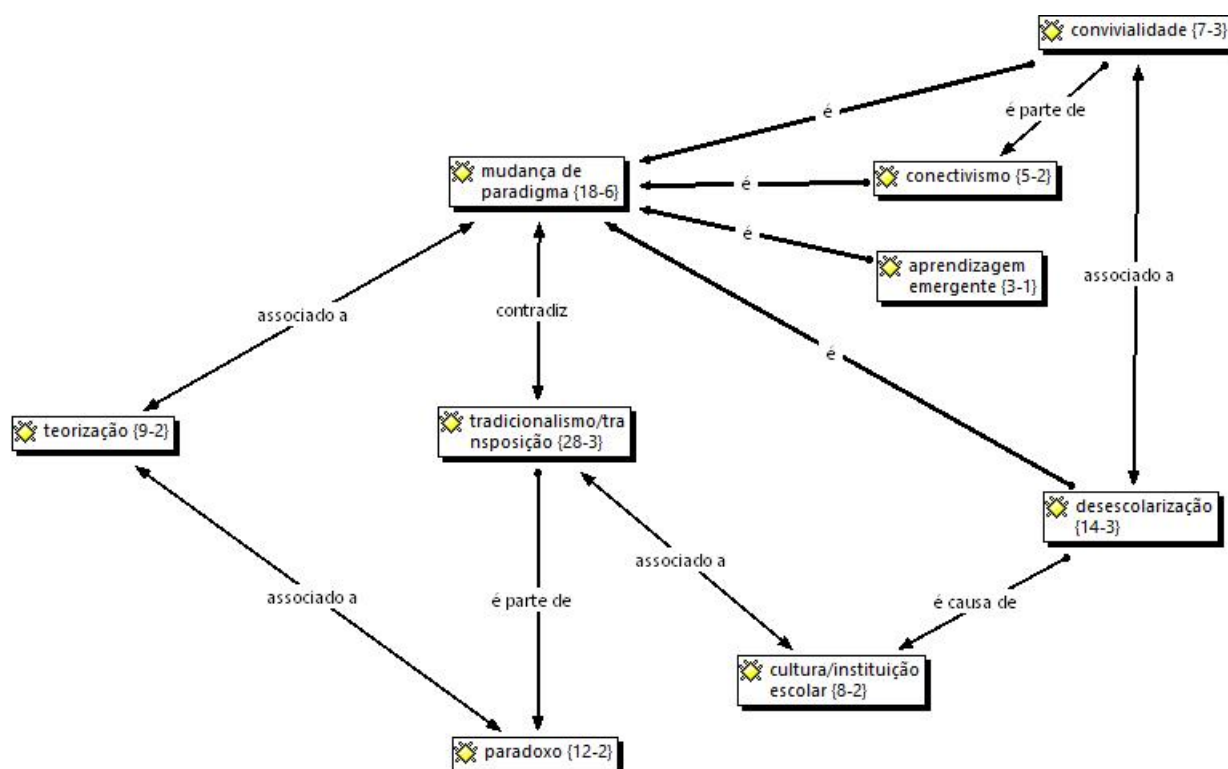 convivialidade {7-3}
é
é parte de
mudança de
paradigma {18-6}
é
conectivismo {5-2}
é
aprendizagem
emergente {3-1}
associado a
associado a
contradiz
é
teorização {9-2}
tradicionalismo/tra
nsposição {28-3}
desescolarização
{14-3}
associado a
associado a
é parte de
é causa de
cultura/instituição
escolar {8-2}
paradoxo {12-2}